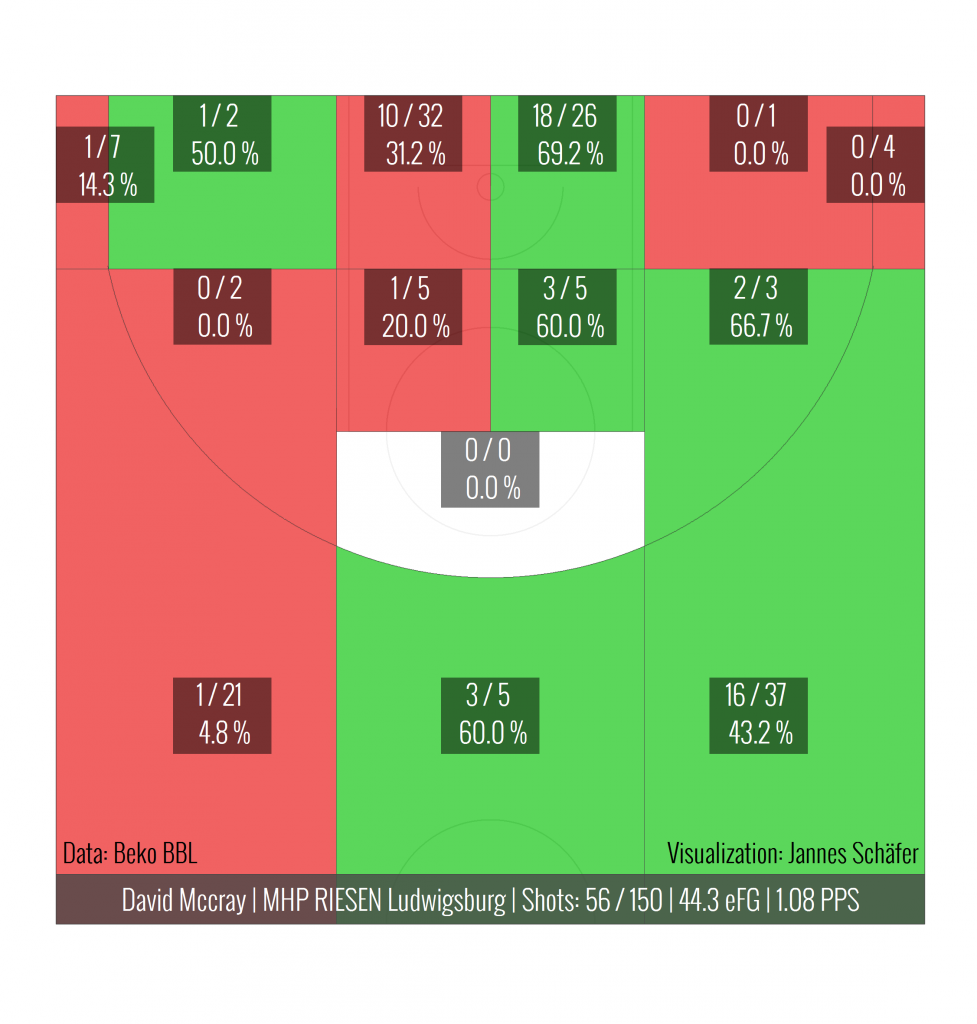 1 / 2
50.0 %
10 / 32
31.2 %
18 / 26
69.2 %
0 / 1
0.0 %
1 / 7
14.3 %
0 / 4
0.0 %
0 / 2
0.0 %
1 / 5
20.0 %
3 / 5
60.0 %
2 / 3
66.7 %
0 / 0
0.0 %
1 / 21
4.8 %
3 / 5
60.0 %
16 / 37
43.2 %
Data: Beko BBL
Visualization: Jannes Schäfer
David Mccray | MHP RIESEN Ludwigsburg | Shots: 56 / 150 | 44.3 eFG | 1.08 PPS